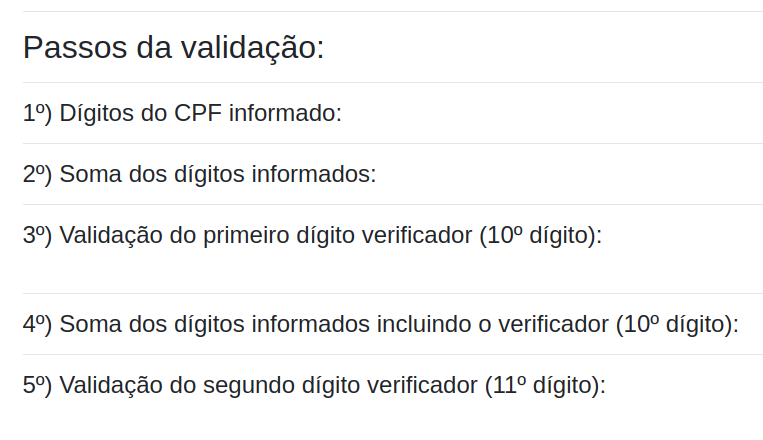 Passos da validação:
1º) Dígitos do CPF informado:
2º) Soma dos dígitos informados:
3º) Validação do primeiro dígito verificador (10º dígito):
4º) Soma dos dígitos informados incluindo o verificador (10º dígito):
5º) Validação do segundo dígito verificador (11º dígito):